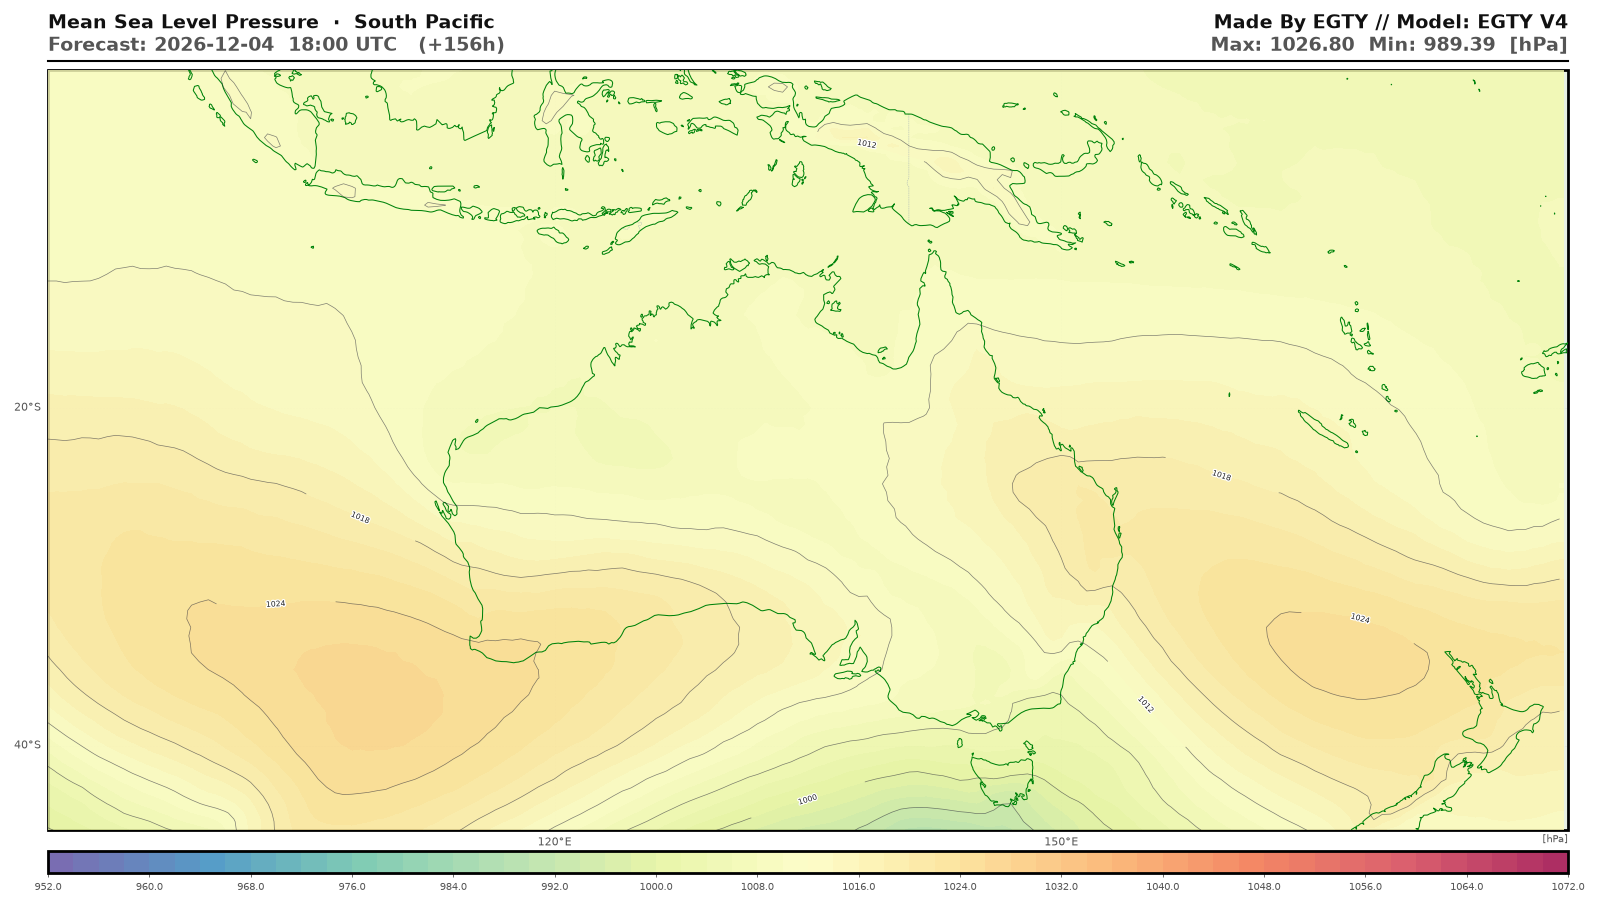 Mean Sea Level Pressure · South Pacific
Made By EGTY // Model: EGTY V4
Forecast: 2026-12-04 18:00 UTC (+156h)
Max: 1026.80 Min: 989.39 [hPa]
1012
20°S
1018
1018
1024
1024
1012
40°S
1000
120°E
150°E
[hPa]
952.0 960.0 968.0 976.0 984.0 992.0 1000.0 1008.0 1016.0 1024.0 1032.0 1040.0 1048.0 1056.0 1064.0 1072.0